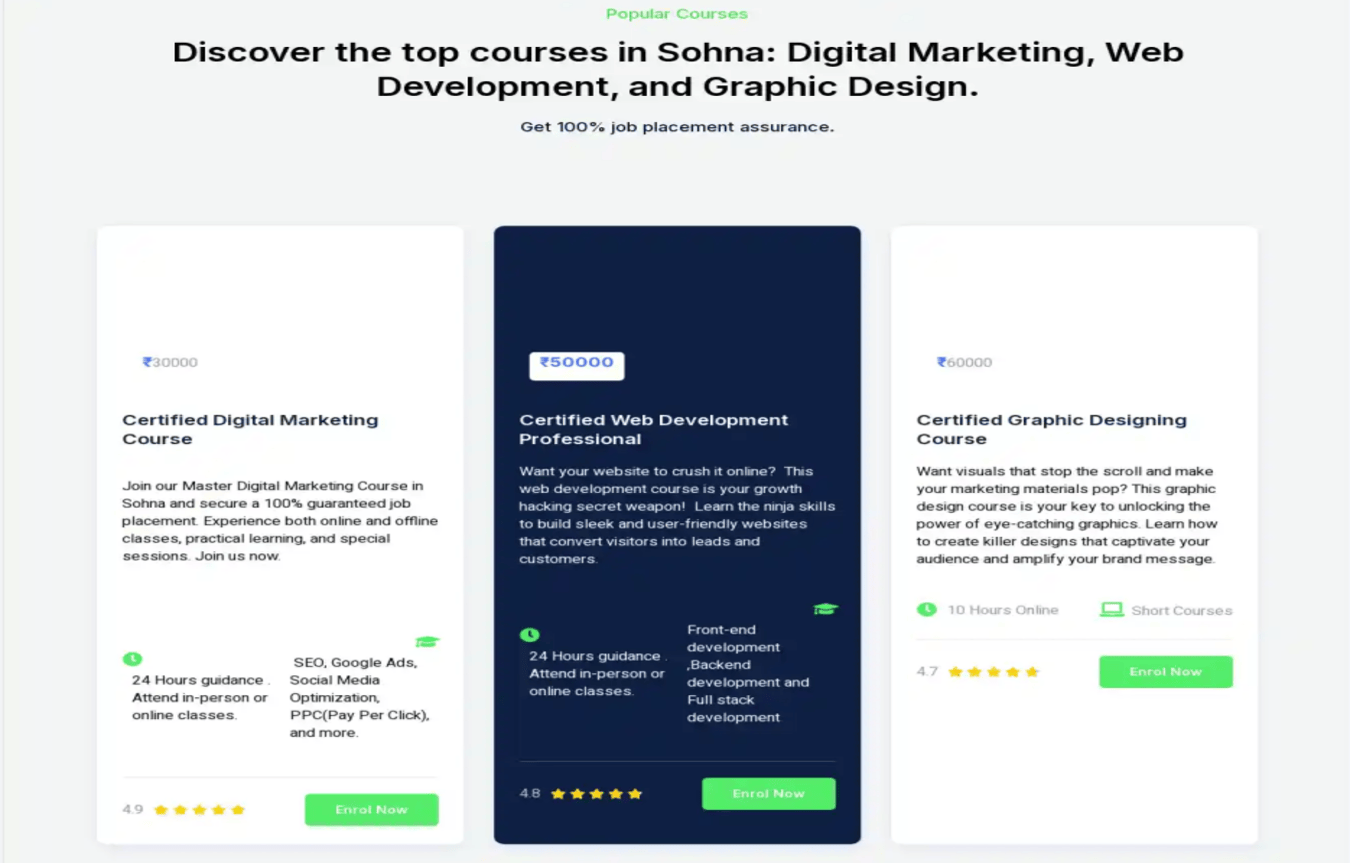 Popular Courses
Discover the top courses in Sohna: Digital Marketing, Web
Development, and Graphic Design.
Get 100% job placement assurance.
₹30000
Certified Digital Marketing
Course
Join our Master Digital Marketing Course in
Sohna and secure a 100% guaranteed job
placement. Experience both online and offline
classes, practical learning, and special
sessions. Join us now.
24 Hours guidance .
Attend in-person or
online classes.
SEO, Google Ads,
Social Media
Optimization,
PPC(Pay Per Click),
and more.
4.9
Enrol Now
₹50000
Certified Web Development
Professional
Want your website to crush it online? This
web development course is your growth
hacking secret weapon! Learn the ninja skills
to build sleek and user-friendly websites
that convert visitors into leads and
customers.
24 Hours guidance .
Attend in-person or
online classes.
Front-end
development
,Backend
development and
Full stack
development
4.8
Enrol Now
₹60000
Certified Graphic Designing
Course
Want visuals that stop the scroll and make
your marketing materials pop? This graphic
design course is your key to unlocking the
power of eye-catching graphics. Learn how
to create killer designs that captivate your
audience and amplify your brand message.
10 Hours Online
Short Courses
4.7
Enrol Now